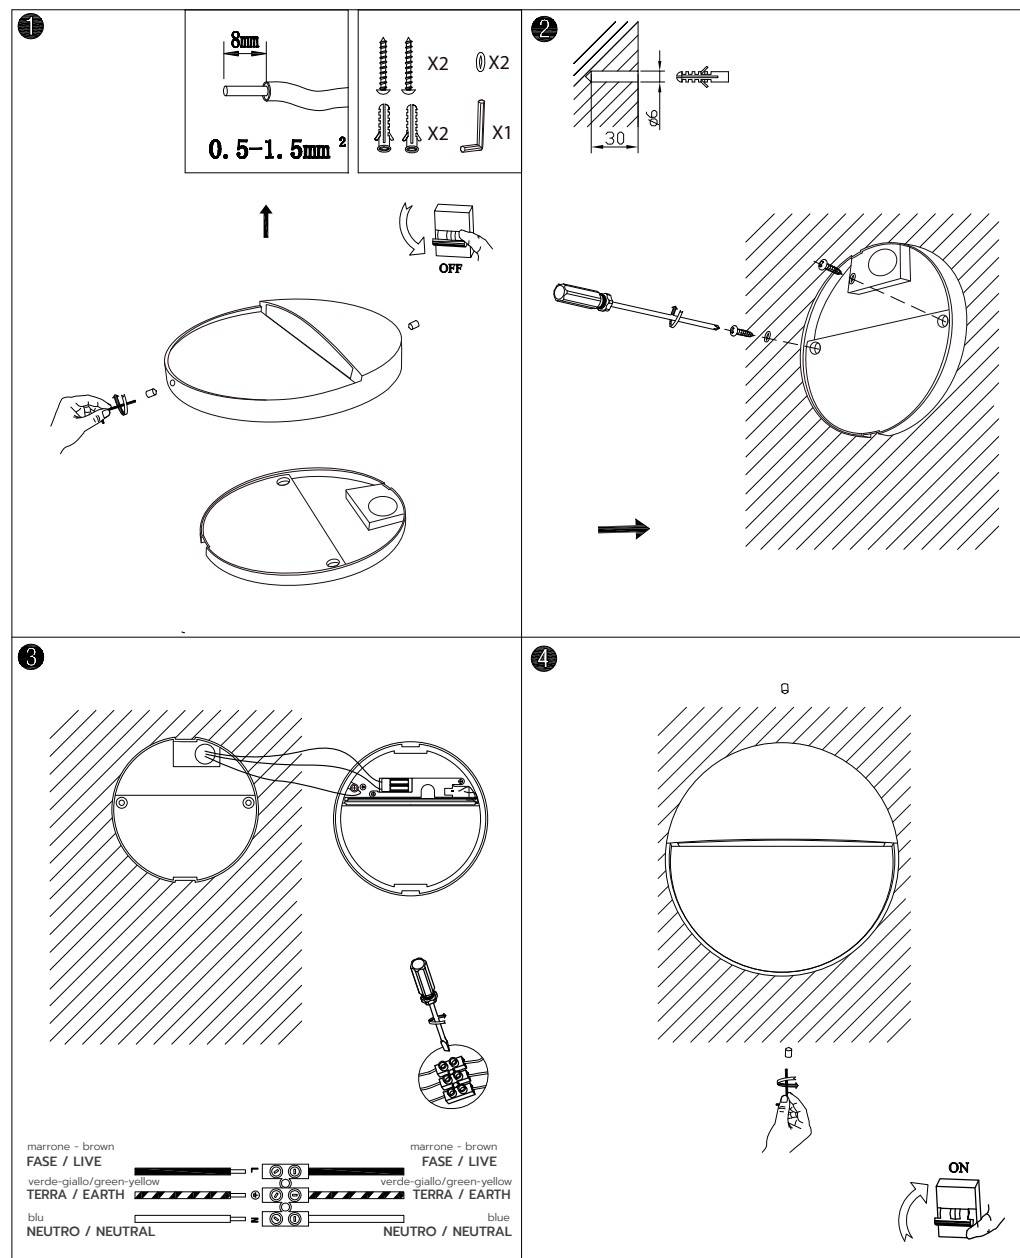 1
8mm
0.5-1.5mm²
X2
X2
X2
X1
OFF
2
30
ø6
3
marrone - brown
FASE / LIVE
verde-giallo/green-yellow
TERRA / EARTH
blu
NEUTRO / NEUTRAL
L
N
marrone - brown
FASE / LIVE
verde-giallo/green-yellow
TERRA / EARTH
blue
NEUTRO / NEUTRAL
4
ON